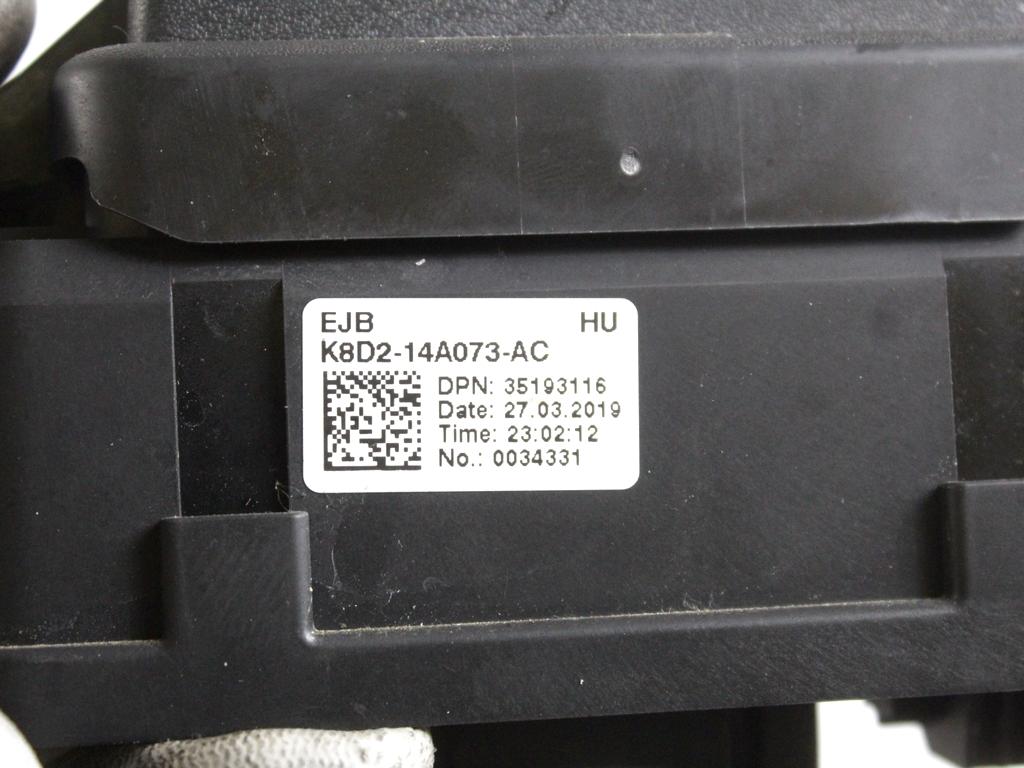 EJB HU
K8D2-14A073-AC
DPN: 35193116
Date: 27.03.2019
Time: 23:02:12
No.: 0034331